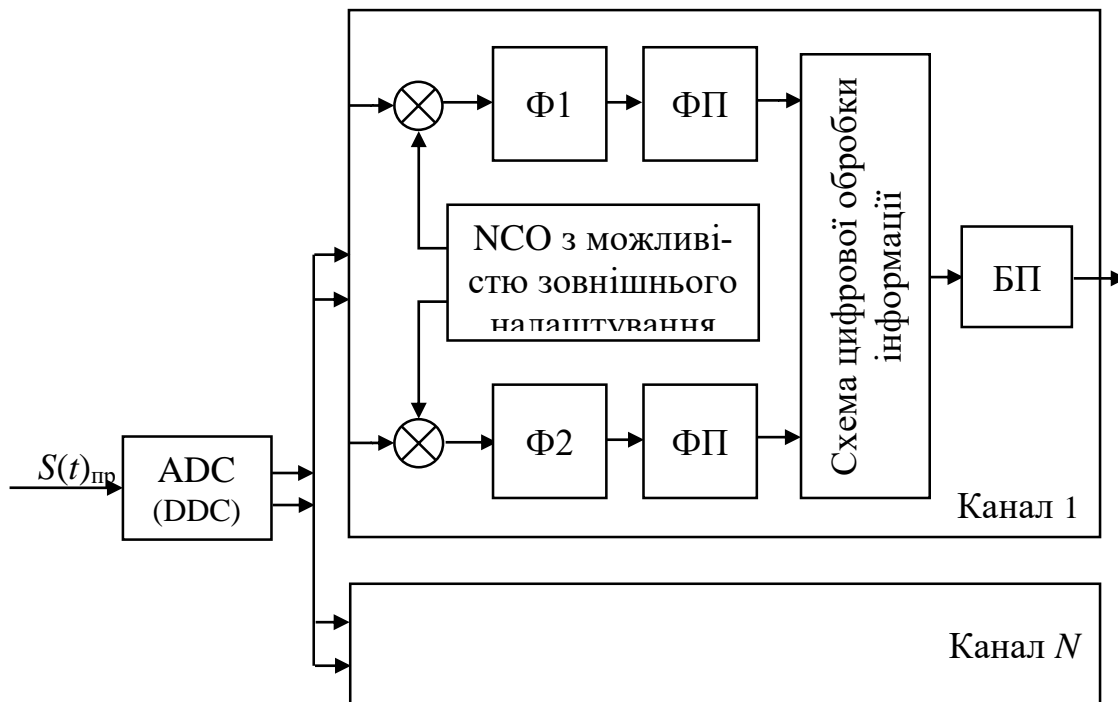 Ф1
ФП
NCO з можливі-
стю зовнішнього
налаштування
Схема цифрової обробки
інформації
БП
Ф2
ФП
S(t)пр
ADC
(DDC)
Канал 1
Канал N